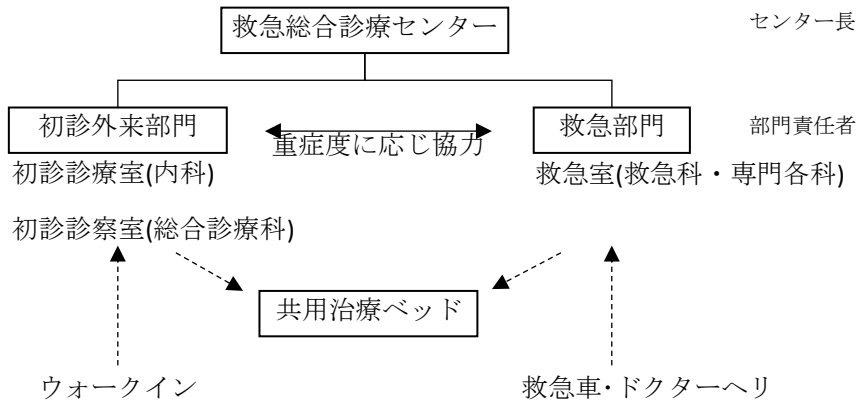 救急総合診療センター
センター長
初診外来部門
重症度に応じ協力
救急部門
部門責任者
初診診療室(内科)
救急室(救急科・専門各科)
初診診察室(総合診療科)
共用治療ベッド
ウォークイン
救急車･ドクターヘリ